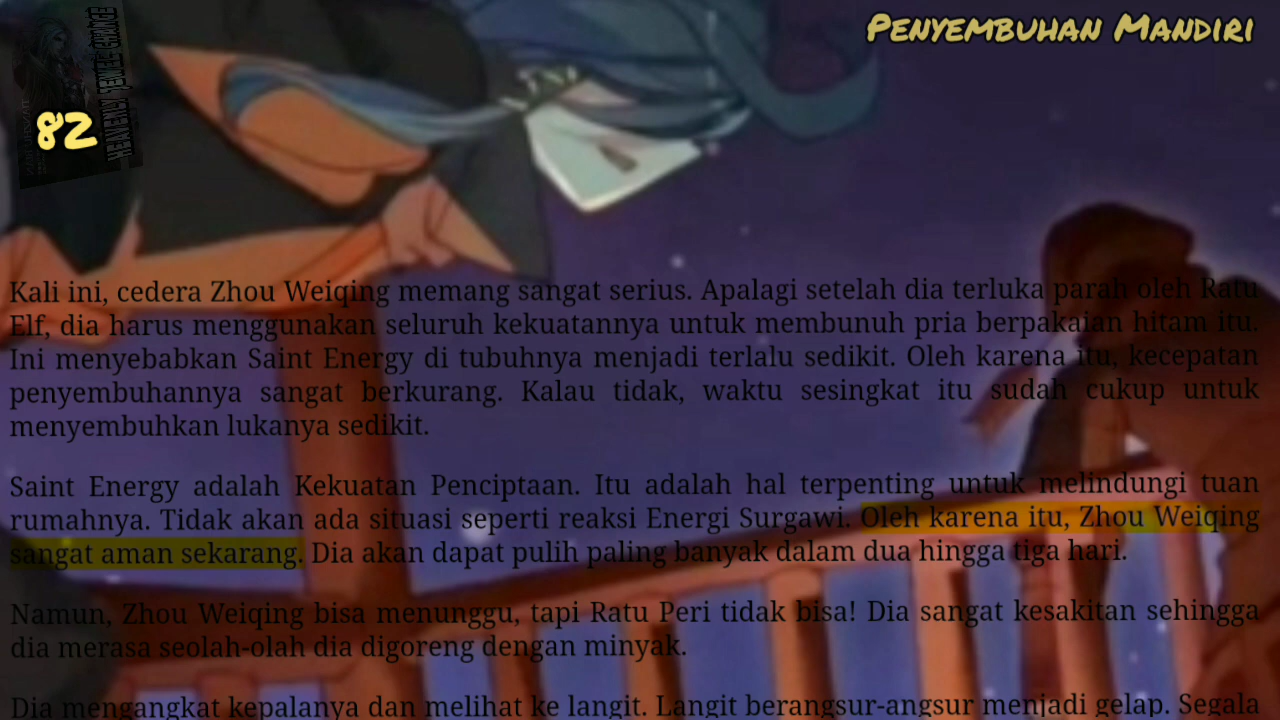 Penyembuhan Mandiri
82
HEAVENLY JEWEL CHANGE
Kali ini, cedera Zhou Weiqing memang sangat serius. Apalagi setelah dia terluka parah oleh Ratu
Elf, dia harus menggunakan seluruh kekuatannya untuk membunuh pria berpakaian hitam itu.
Ini menyebabkan Saint Energy di tubuhnya menjadi terlalu sedikit. Oleh karena itu, kecepatan
penyembuhannya sangat berkurang. Kalau tidak, waktu sesingkat itu sudah cukup untuk
menyembuhkan lukanya sedikit.
Saint Energy adalah Kekuatan Penciptaan. Itu adalah hal terpenting untuk melindungi tuan
rumahnya. Tidak akan ada situasi seperti reaksi Energi Surgawi. Oleh karena itu, Zhou Weiqing
sangat aman sekarang. Dia akan dapat pulih paling banyak dalam dua hingga tiga hari.
Namun, Zhou Weiqing bisa menunggu, tapi Ratu Peri tidak bisa! Dia sangat kesakitan sehingga
dia merasa seolah-olah dia digoreng dengan minyak.
Dia mengangkat kepalanya dan melihat ke langit. Langit berangsur-angsur menjadi gelap. Segala